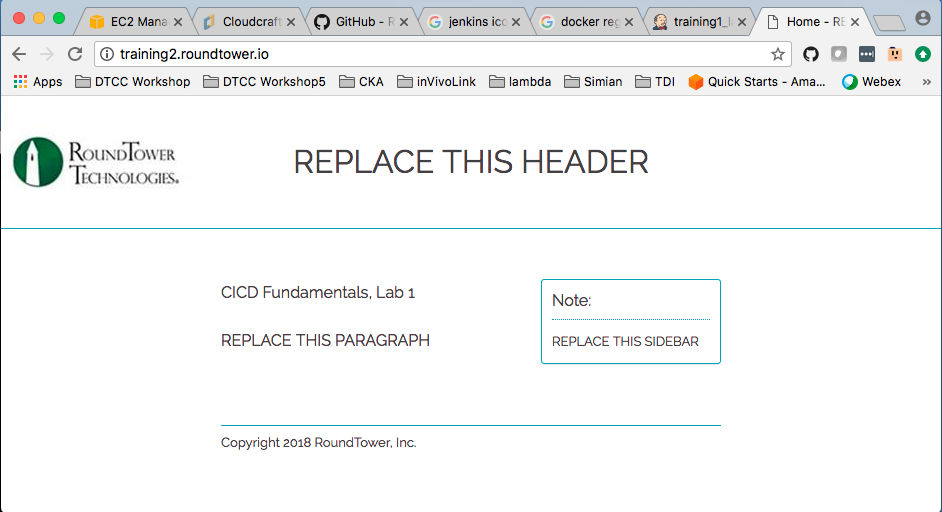 EC2 Mana
Cloudcraft
GitHub - R
jenkins ico
docker reg
training1_l
Home - RE
training2.roundtower.io
Apps
DTCC Workshop
DTCC Workshop5
CKA
inVivoLink
lambda
Simian
TDI
Quick Starts - Ama...
Webex
»
ROUNDTOWER
TECHNOLOGIES.
REPLACE THIS HEADER
CICD Fundamentals, Lab 1
REPLACE THIS PARAGRAPH
Note:
REPLACE THIS SIDEBAR
Copyright 2018 RoundTower, Inc.